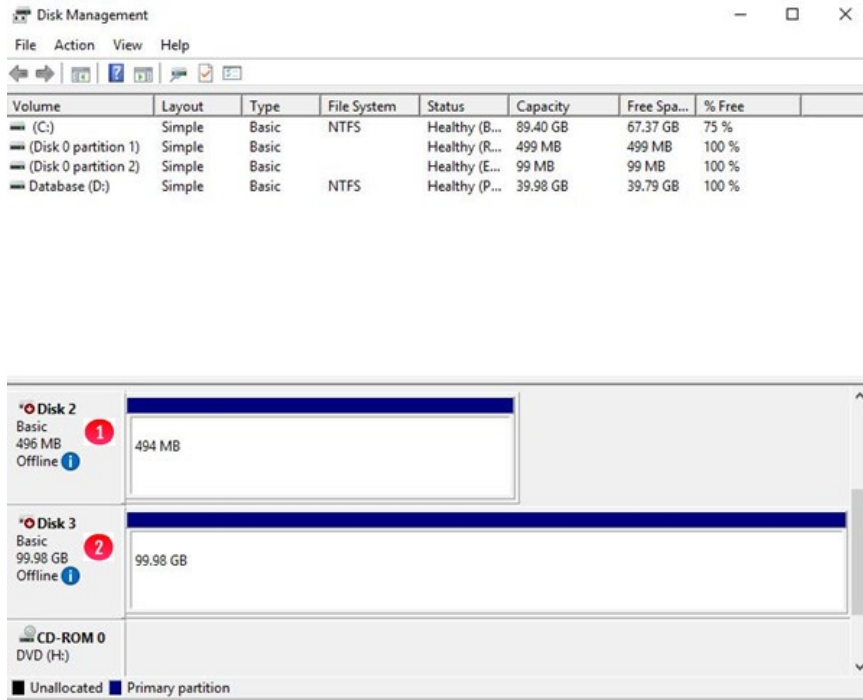 Disk Management
File Action View Help
Volume Layout Type File System Status Capacity Free Spa... % Free
(C:) Simple Basic NTFS Healthy (B... 89.40 GB 67.37 GB 75 %
(Disk 0 partition 1) Simple Basic Healthy (R... 499 MB 499 MB 100 %
(Disk 0 partition 2) Simple Basic Healthy (E... 99 MB 99 MB 100 %
Database (D:) Simple Basic NTFS Healthy (P... 39.98 GB 39.79 GB 100 %
Disk 2
Basic
496 MB
Offline
1
494 MB
Disk 3
Basic
99.98 GB
Offline
2
99.98 GB
CD-ROM 0
DVD (H:)
Unallocated Primary partition